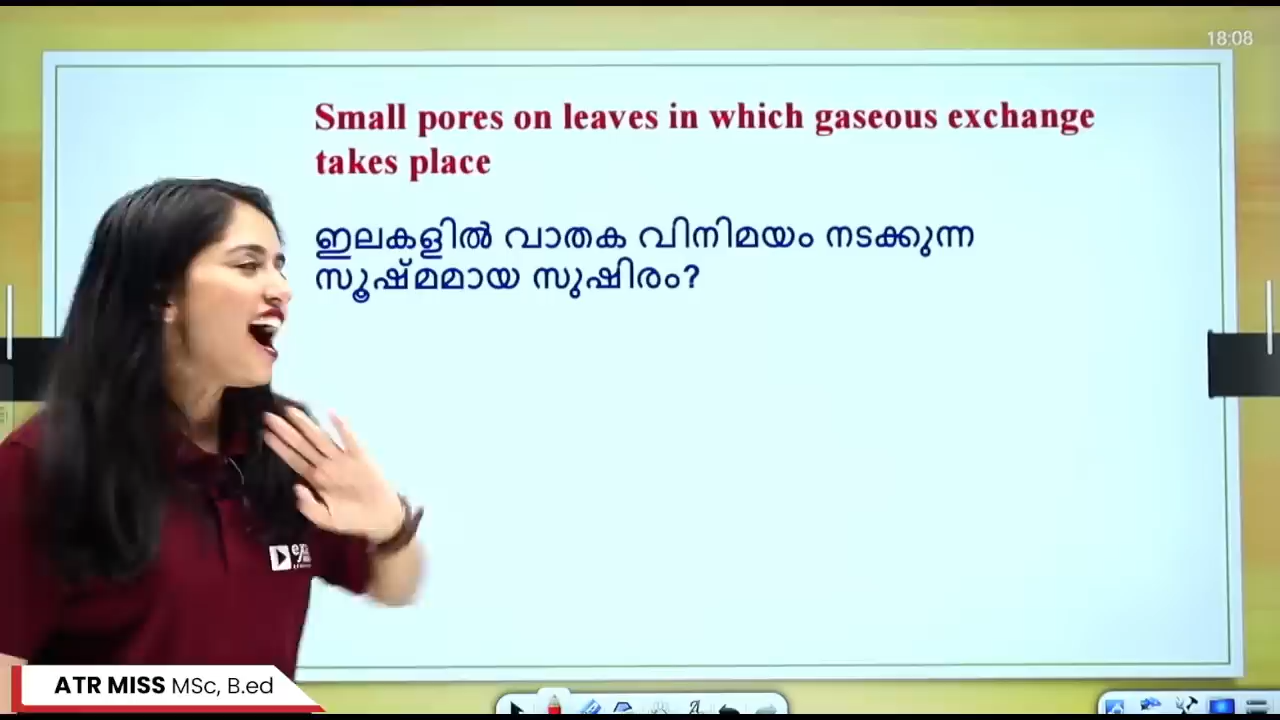 18:08
Small pores on leaves in which gaseous exchange
takes place
ഇലകളിൽ വാതക വിനിമയം നടക്കുന്ന
സൂഷ്മമായ സുഷിരം?
ATR MISS MSc, B.ed